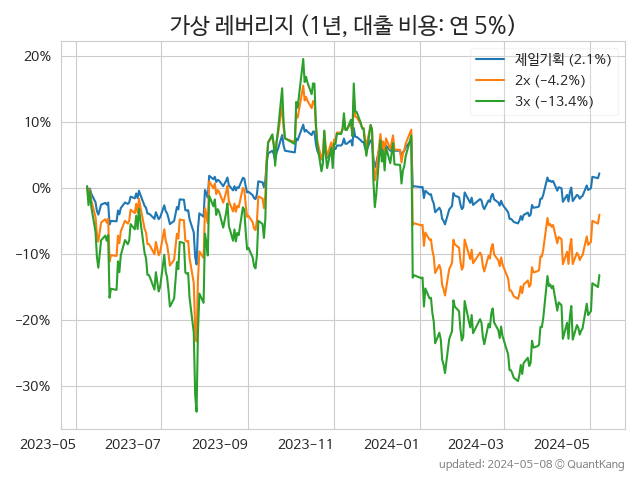 가상 레버리지 (1년, 대출 비용: 연 5%)
제일기획 (2.1%)
2x (−4.2%)
3x (−13.4%)
20%
10%
0%
−10%
−20%
−30%
2023−05 2023−07 2023−09 2023−11 2024−01 2024−03 2024−05
updated: 2024-05-08 © QuantKang